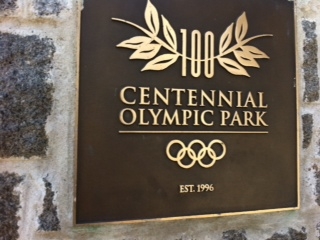 100
CENTENNIAL
OLYMPIC PARK
EST. 1996